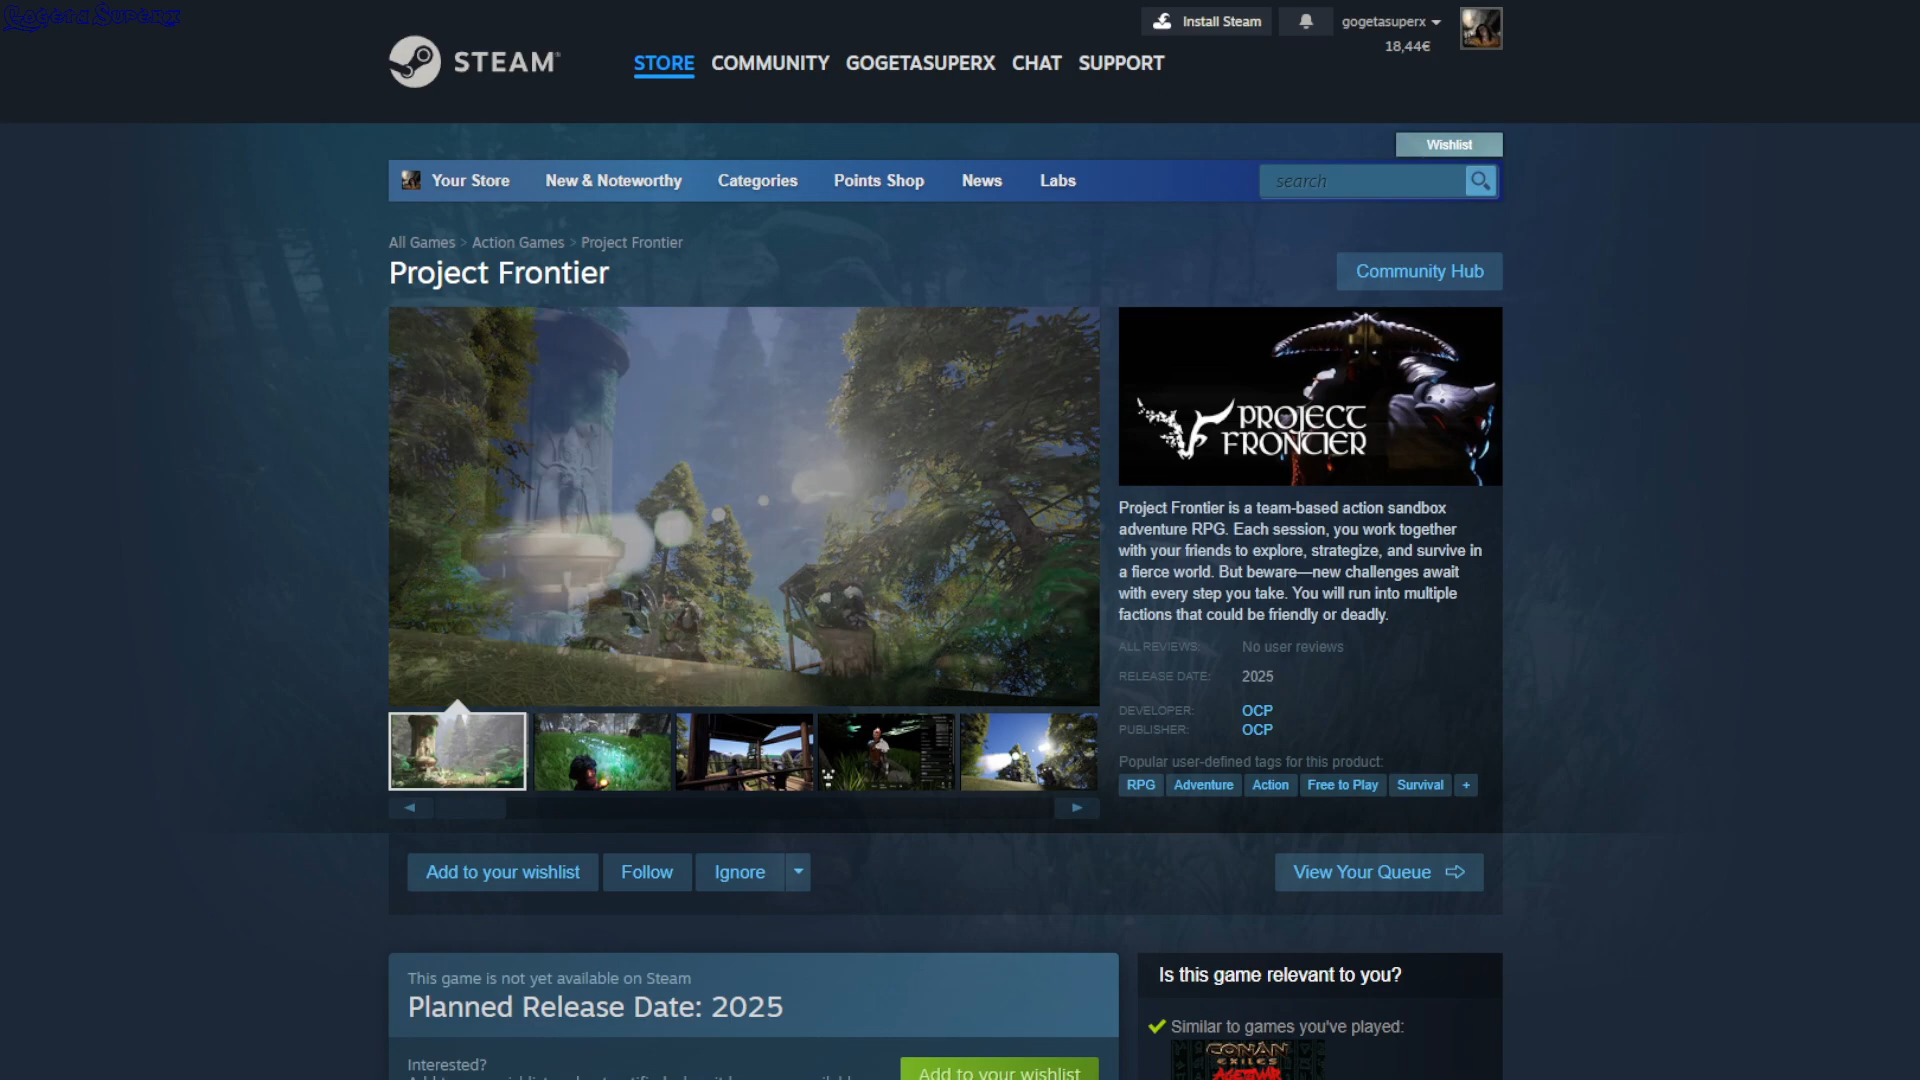 Gogeta Superx
Install Steam
gogetasuperx
18,44€
STEAM
STORE COMMUNITY GOGETASUPERX CHAT SUPPORT
Wishlist
Your Store New & Noteworthy Categories Points Shop News Labs
search
All Games > Action Games > Project Frontier
Project Frontier
Community Hub
PROJECT
FRONTIER
Project Frontier is a team-based action sandbox
adventure RPG. Each session, you work together
with your friends to explore, strategize, and survive in
a fierce world. But beware—new challenges await
with every step you take. You will run into multiple
factions that could be friendly or deadly.
ALL REVIEWS: No user reviews
RELEASE DATE: 2025
DEVELOPER: OCP
PUBLISHER: OCP
Popular user-defined tags for this product:
RPG Adventure Action Free to Play Survival +
Add to your wishlist Follow Ignore
View Your Queue
This game is not yet available on Steam
Planned Release Date: 2025
Interested?
Add to your wishlist
Is this game relevant to you?
Similar to games you've played:
CONAN
EXILES
AGE OF WAR